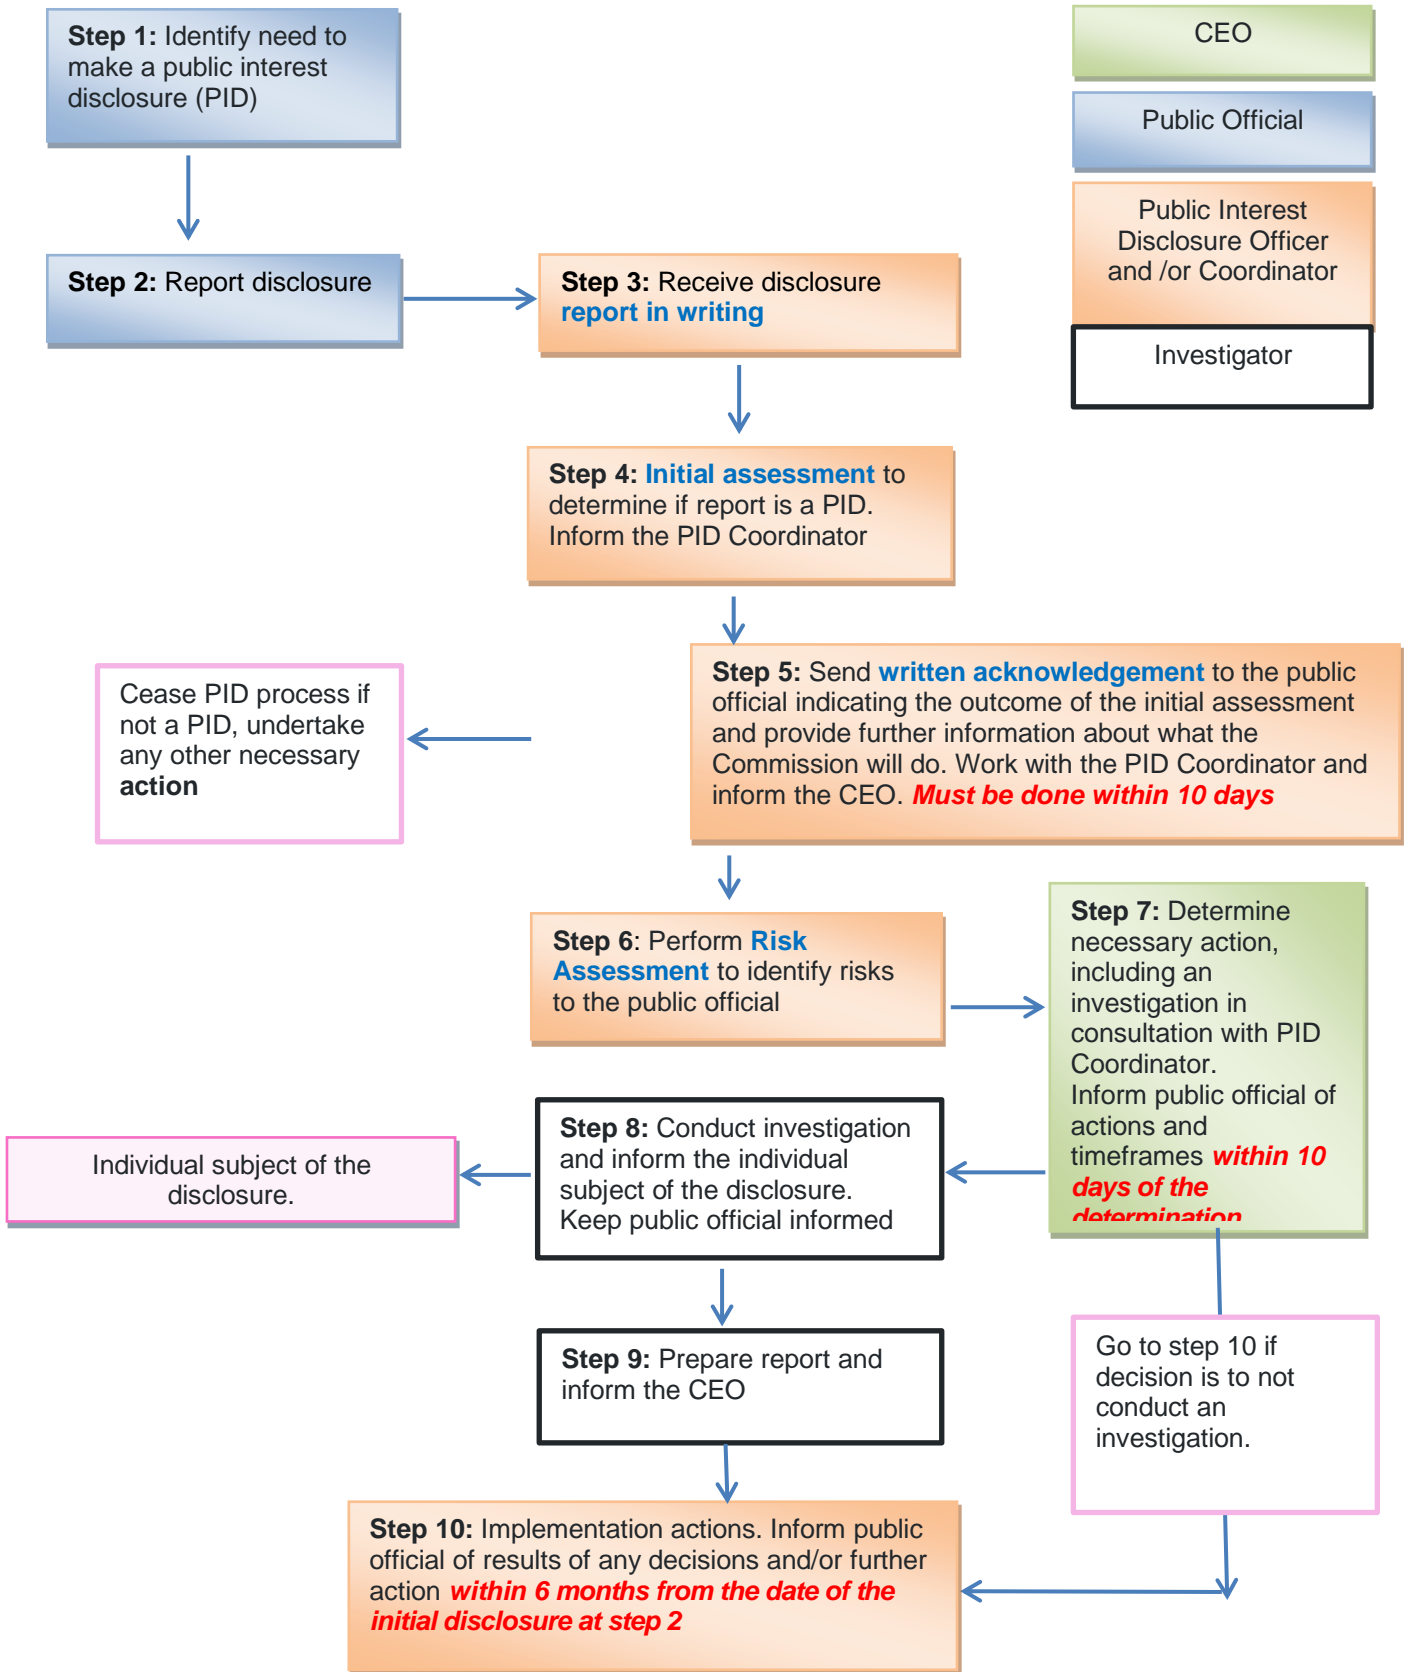 Step 1: Identify need to
make a public interest
disclosure (PID)
CEO
Public Official
Public Interest
Disclosure Officer
and /or Coordinator
Investigator
Step 2: Report disclosure
Step 3: Receive disclosure
report in writing
Step 4: Initial assessment to
determine if report is a PID.
Inform the PID Coordinator
Step 5: Send written acknowledgement to the public
official indicating the outcome of the initial assessment
and provide further information about what the
Commission will do. Work with the PID Coordinator and
inform the CEO. Must be done within 10 days
Cease PID process if
not a PID, undertake
any other necessary
action
Step 6: Perform Risk
Assessment to identify risks
to the public official
Step 7: Determine
necessary action,
including an
investigation in
consultation with PID
Coordinator.
Inform public official of
actions and
timeframes within 10
days of the
determination
Step 8: Conduct investigation
and inform the individual
subject of the disclosure.
Keep public official informed
Individual subject of the
disclosure.
Step 9: Prepare report and
inform the CEO
Go to step 10 if
decision is to not
conduct an
investigation.
Step 10: Implementation actions. Inform public
official of results of any decisions and/or further
action within 6 months from the date of the
initial disclosure at step 2